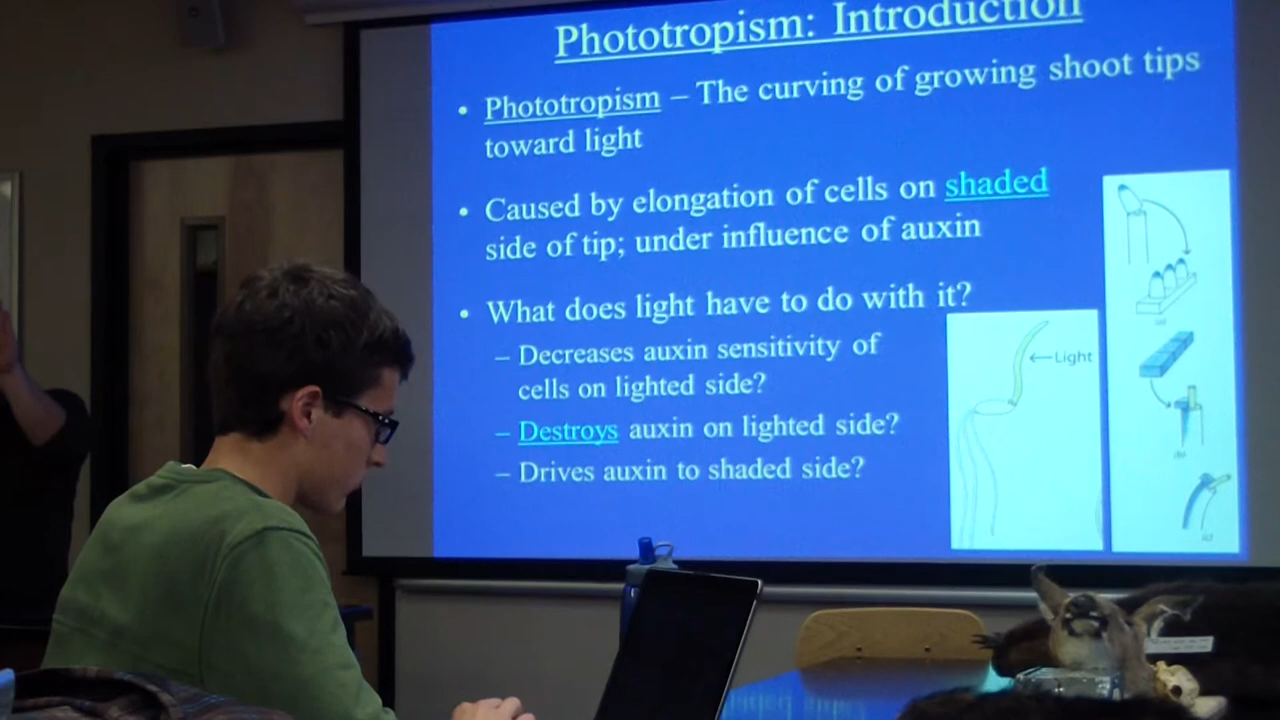 Phototropism: Introduction
• Phototropism – The curving of growing shoot tips
toward light
• Caused by elongation of cells on shaded
side of tip; under influence of auxin
• What does light have to do with it?
– Decreases auxin sensitivity of
cells on lighted side?
– Destroys auxin on lighted side?
– Drives auxin to shaded side?
←Light